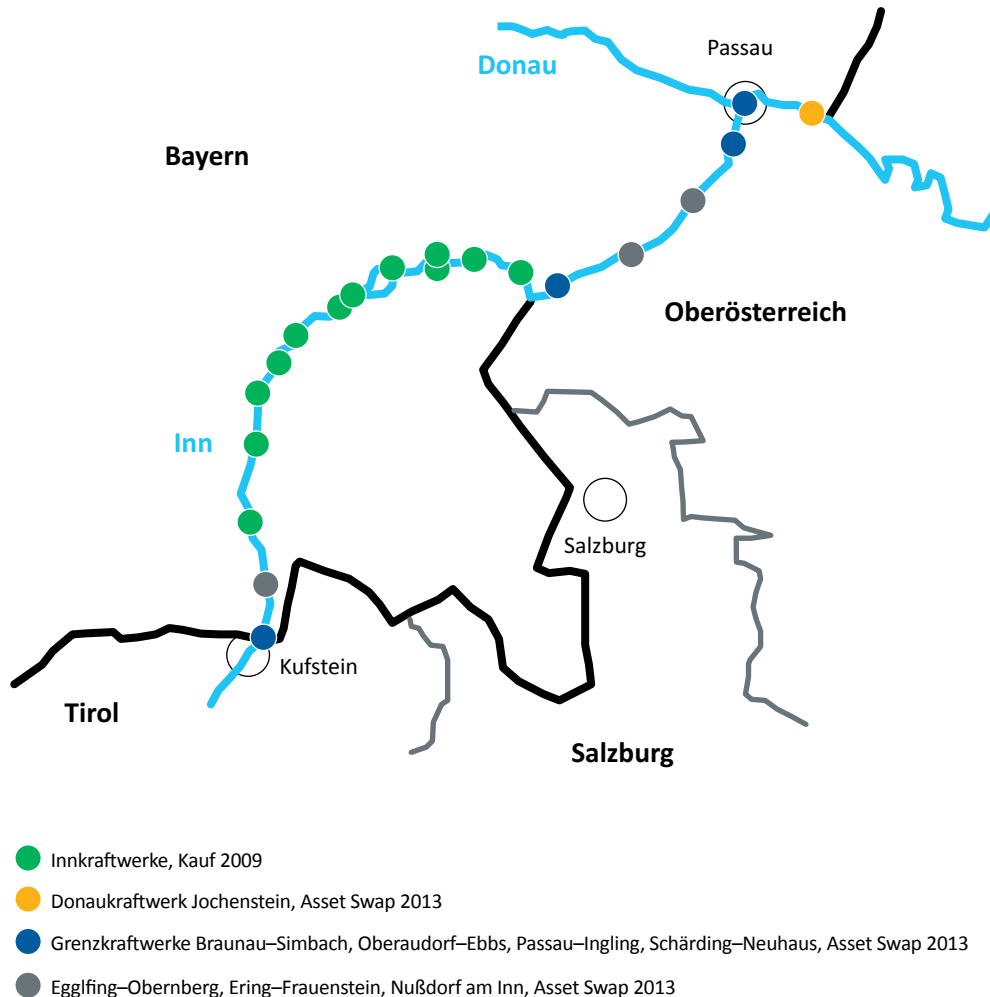 Passau
Donau
Bayern
Oberösterreich
Inn
Salzburg
Kufstein
Tirol
Salzburg
Innkraftwerke, Kauf 2009
Donaukraftwerk Jochenstein, Asset Swap 2013
Grenzkraftwerke Braunau–Simbach, Oberaudorf–Ebbs, Passau–Ingling, Schärding–Neuhaus, Asset Swap 2013
Egglfing–Obernberg, Ering–Frauenstein, Nußdorf am Inn, Asset Swap 2013